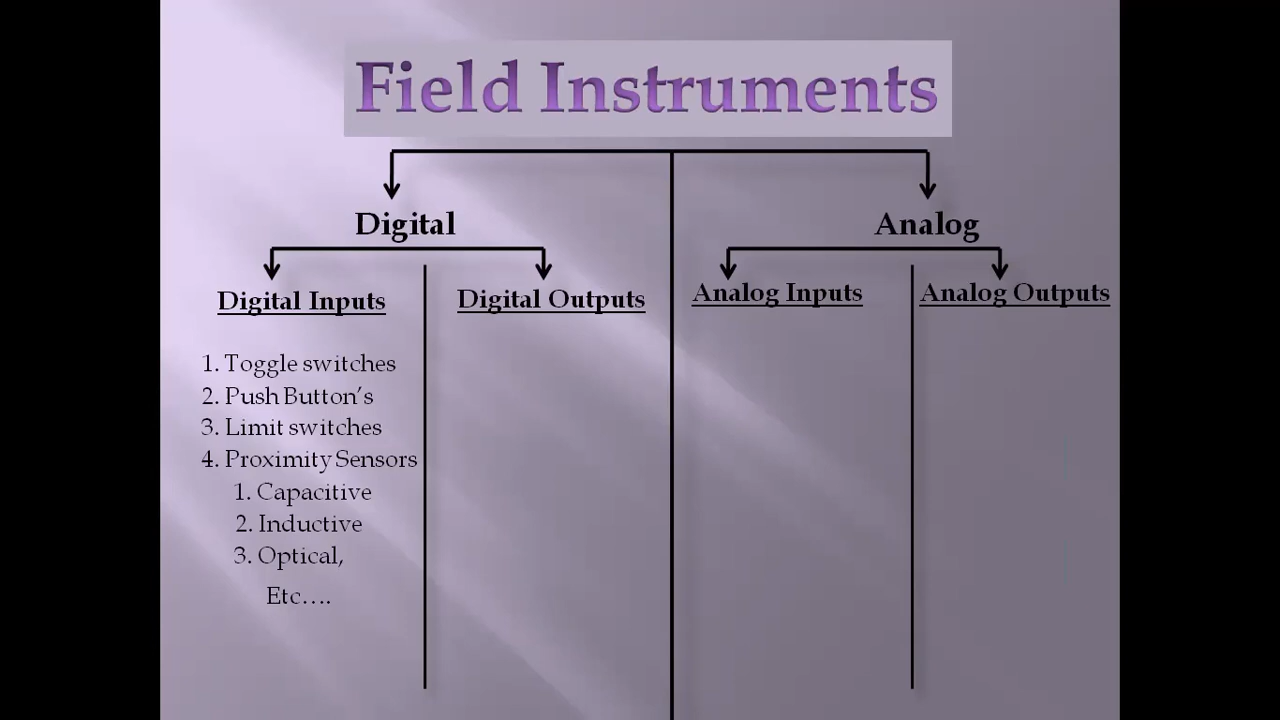 Field Instruments
Digital
Analog
Digital Inputs
Digital Outputs
Analog Inputs
Analog Outputs
1. Toggle switches
2. Push Button’s
3. Limit switches
4. Proximity Sensors
1. Capacitive
2. Inductive
3. Optical,
Etc….